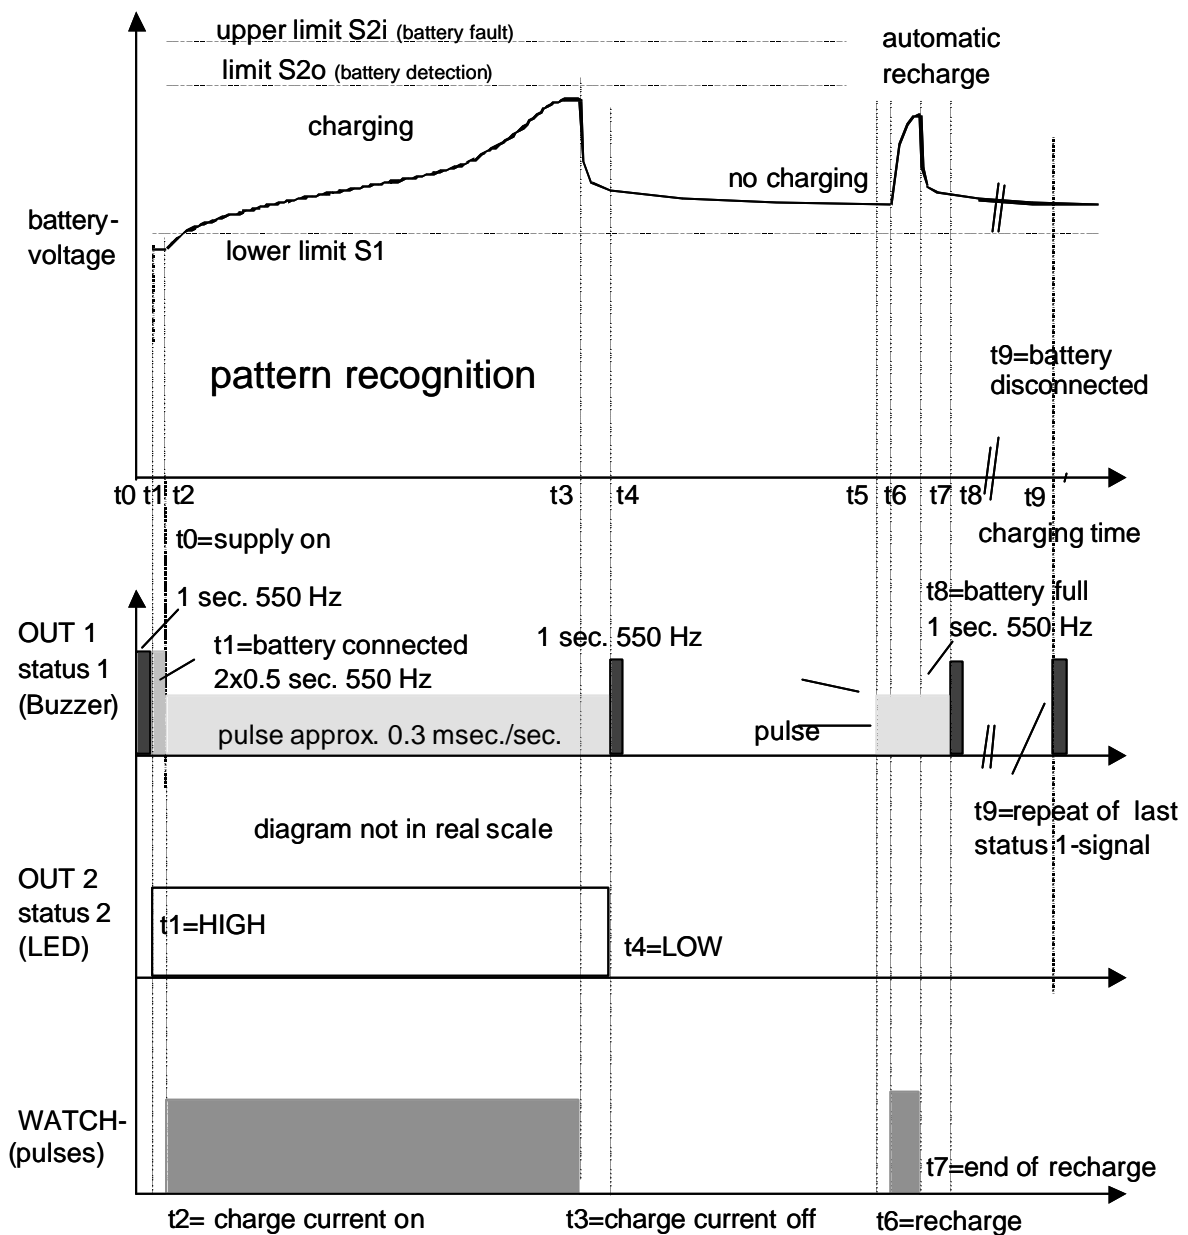 upper limit S2i (battery fault)
automatic
recharge
limit S2o (battery detection)
charging
no charging
battery-
voltage
lower limit S1
pattern recognition
t9=battery
disconnected
t0 t1 t2 t3 t4 t5 t6 t7 t8 t9
charging time
t0=supply on
1 sec. 550 Hz
OUT 1
status 1
(Buzzer)
t1=battery connected
2x0.5 sec. 550 Hz
1 sec. 550 Hz
t8=battery full
1 sec. 550 Hz
pulse approx. 0.3 msec./sec.
pulse
t9=repeat of last
status 1-signal
diagram not in real scale
OUT 2
status 2
(LED)
t1=HIGH
t4=LOW
WATCH-
(pulses)
t7=end of recharge
t2= charge current on
t3=charge current off
t6=recharge